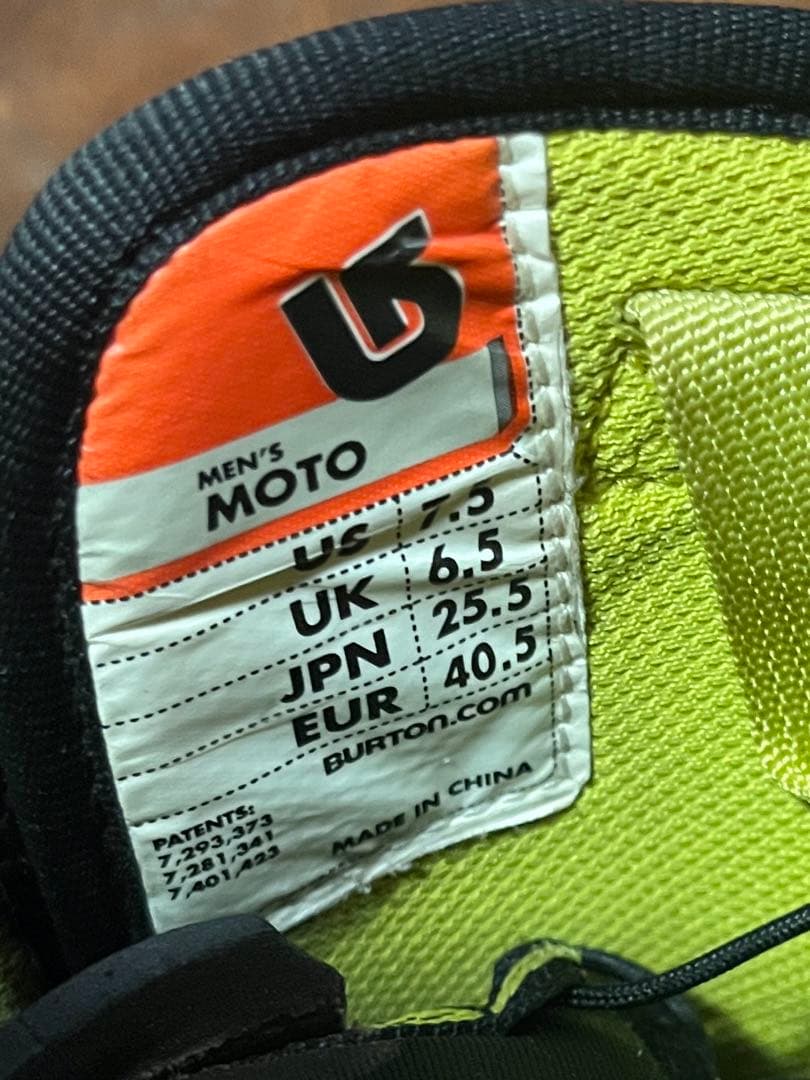 MEN'S
MOTO
US 7.5
UK 6.5
JPN 25.5
EUR 40.5
BURTON.COM
MADE IN CHINA
PATENTS:
7,293,373
7,281,341
7,401,423